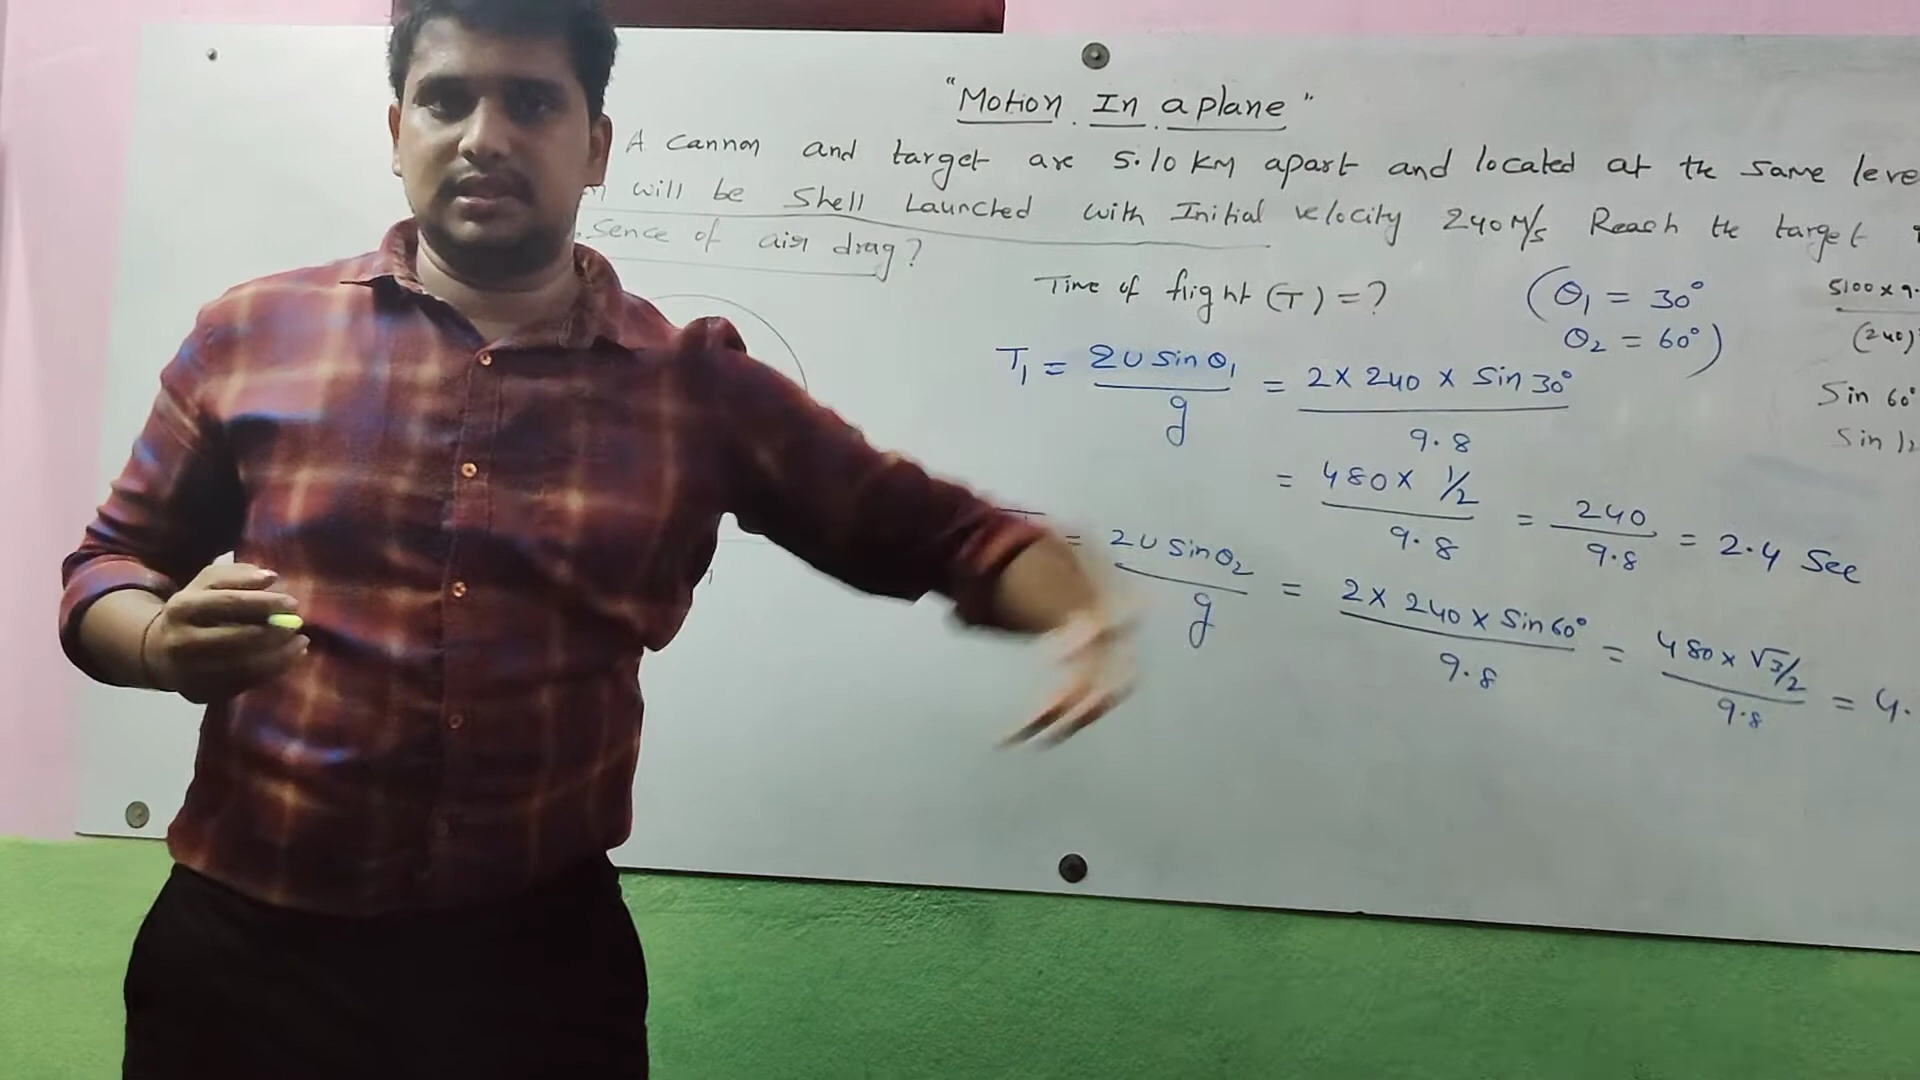 "Motion In a plane"
A cannon and target are 5.10 KM apart and located at the same leve
will be Shell Launched with Initial velocity 240 M/s Reach the target
sence of air drag?
Time of flight (T) = ?
(θ₁ = 30°
θ₂ = 60°)
5100 x 9.
(240)
Sin 60°
Sin 12
T₁ = 2U sin θ₁ / g = 2 x 240 x sin 30° / 9.8
= 480 x 1/2 / 9.8 = 240 / 9.8 = 2.4 See
= 2U sin θ₂ / g = 2 x 240 x sin 60° / 9.8 = 480 x √3/2 / 9.8 = 4.